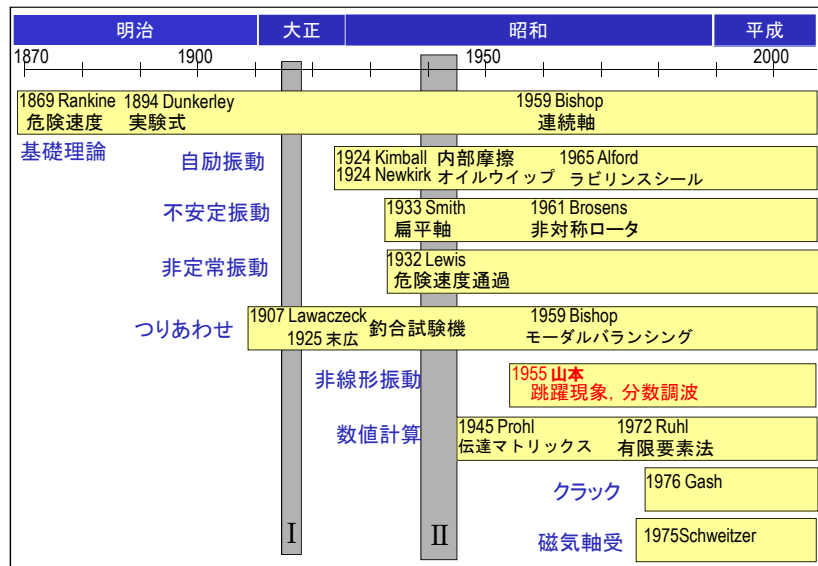 明治 大正 昭和 平成
1870 1900 1950 2000
1869 Rankine 1894 Dunkerley 1959 Bishop
危険速度 実験式 連続軸
基礎理論
自励振動
1924 Kimball 内部摩擦 1965 Alford
1924 Newkirk オイルウイップ ラビリンスシール
不安定振動
1933 Smith 1961 Brosens
扁平軸 非対称ロータ
非定常振動
1932 Lewis
危険速度通過
つりあわせ
1907 Lawaczeck 釣合試験機 1959 Bishop
1925 末広 モーダルバランシング
非線形振動
1955 山本
跳躍現象, 分数調波
数値計算
1945 Prohl 1972 Ruhl
伝達マトリックス 有限要素法
クラック
1976 Gash
磁気軸受
1975Schweitzer
I II